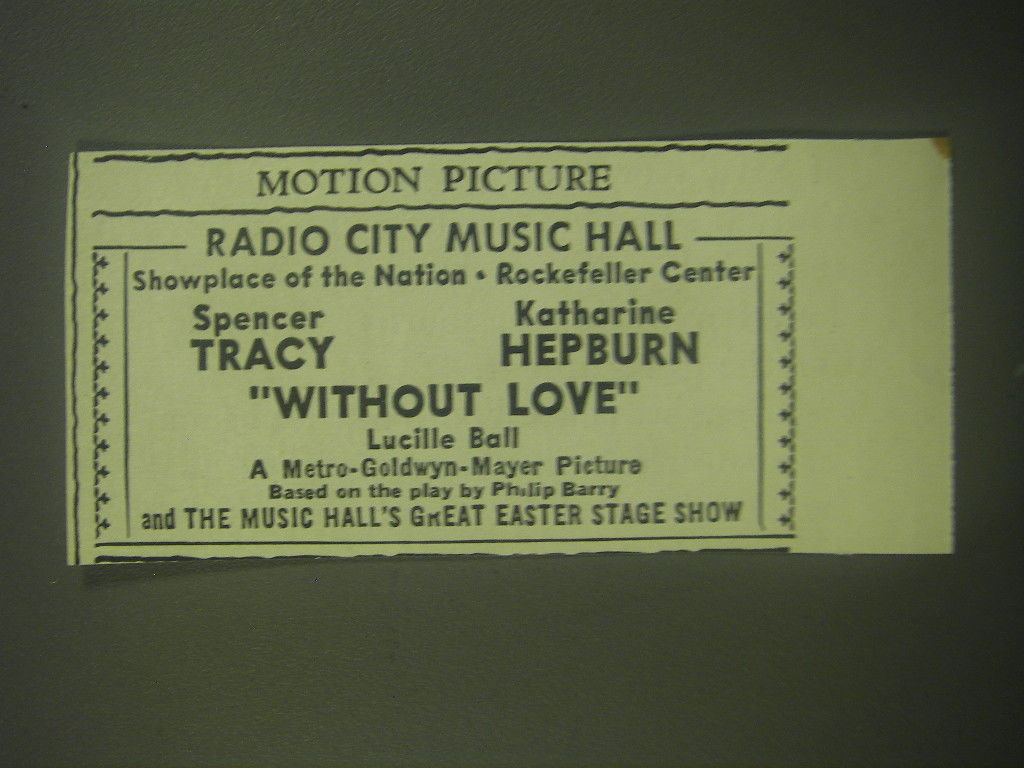 MOTION PICTURE
RADIO CITY MUSIC HALL
Showplace of the Nation • Rockefeller Center
Spencer Katharine
TRACY HEPBURN
"WITHOUT LOVE"
Lucille Ball
A Metro-Goldwyn-Mayer Picture
Based on the play by Philip Barry
and THE MUSIC HALL'S GREAT EASTER STAGE SHOW